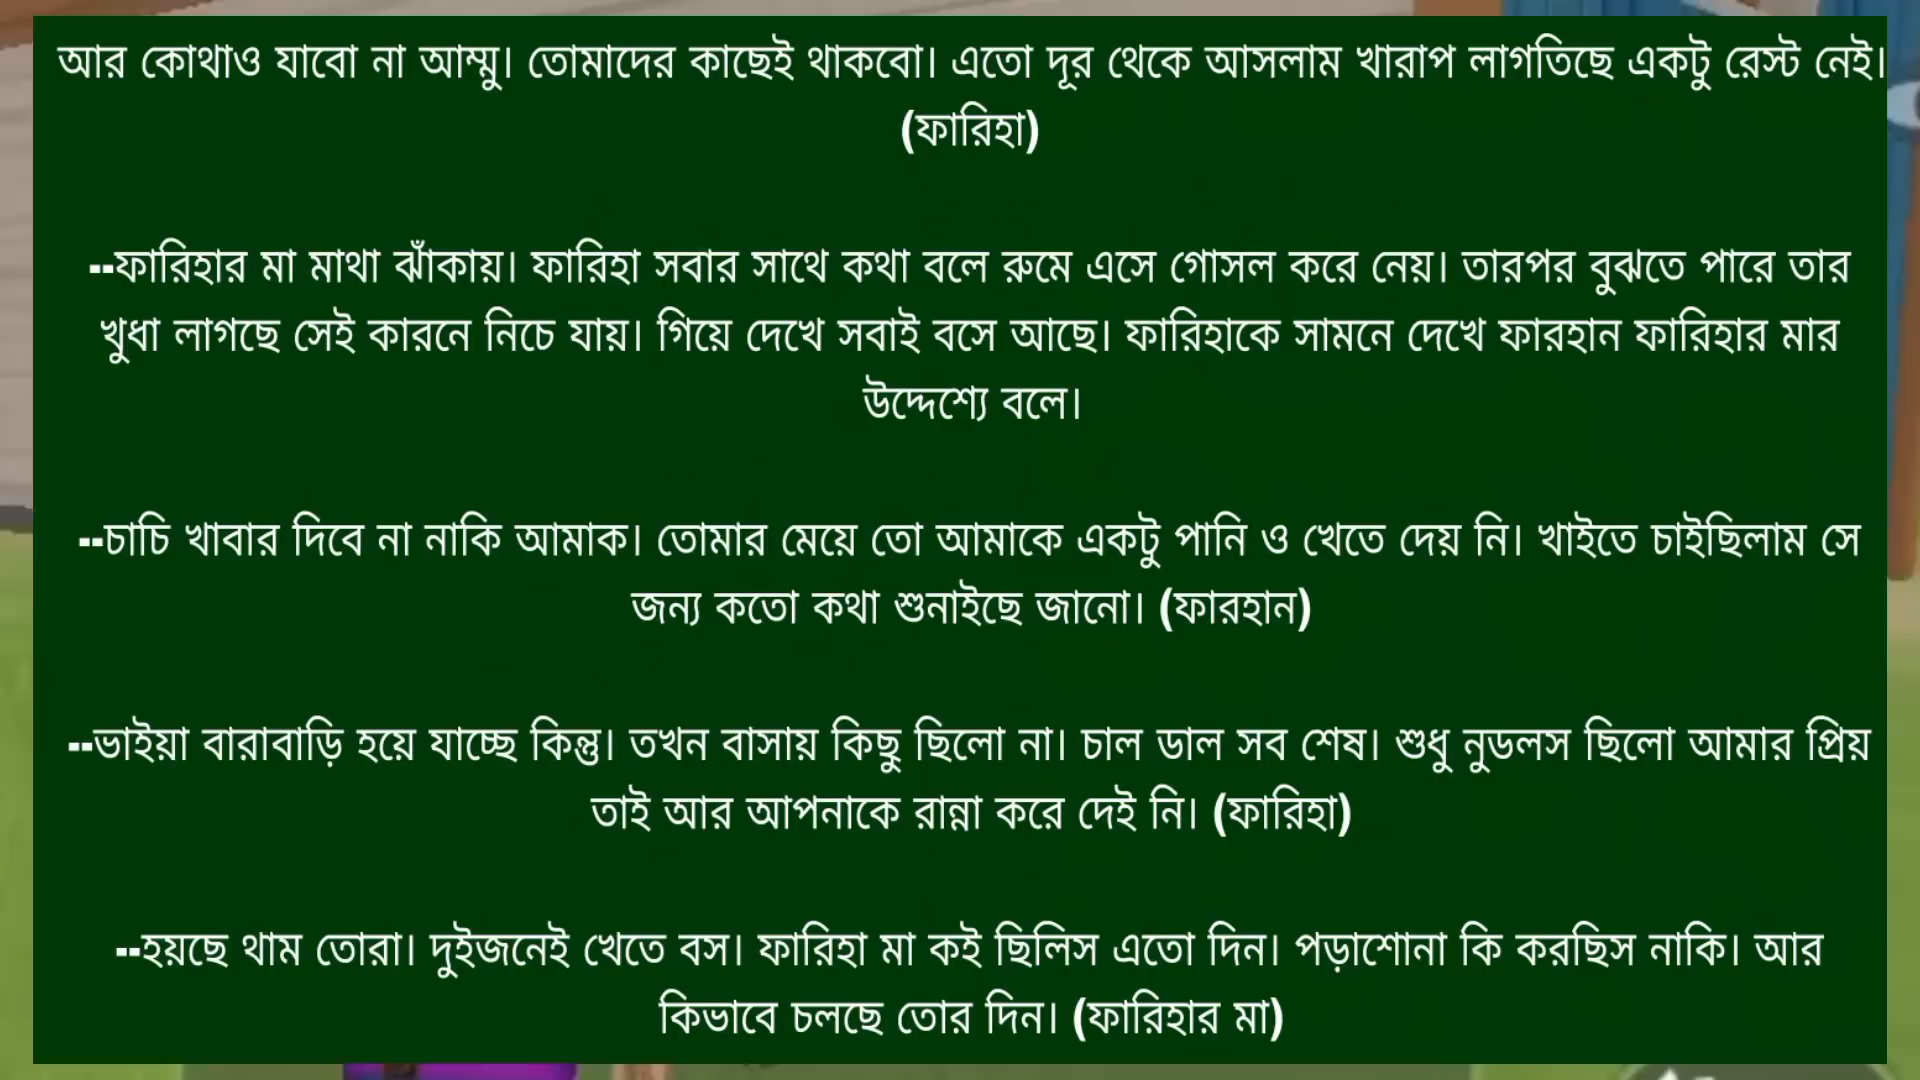 আর কোথাও যাবো না আম্মু। তোমাদের কাছেই থাকবো। এতো দূর থেকে আসলাম খারাপ লাগতিছে একটু রেস্ট নেই।
(ফারিহা)
--ফারিহার মা মাথা ঝাঁকায়। ফারিহা সবার সাথে কথা বলে রুমে এসে গোসল করে নেয়। তারপর বুঝতে পারে তার
খুধা লাগছে সেই কারনে নিচে যায়। গিয়ে দেখে সবাই বসে আছে। ফারিহাকে সামনে দেখে ফারহান ফারিহার মার
উদ্দেশ্যে বলে।
--চাচি খাবার দিবে না নাকি আমাক। তোমার মেয়ে তো আমাকে একটু পানি ও খেতে দেয় নি। খাইতে চাইছিলাম সে
জন্য কতো কথা শুনাইছে জানো। (ফারহান)
--ভাইয়া বারাবাড়ি হয়ে যাচ্ছে কিন্তু। তখন বাসায় কিছু ছিলো না। চাল ডাল সব শেষ। শুধু নুডলস ছিলো আমার প্রিয়
তাই আর আপনাকে রান্না করে দেই নি। (ফারিহা)
--হয়ছে থাম তোরা। দুইজনেই খেতে বস। ফারিহা মা কই ছিলিস এতো দিন। পড়াশোনা কি করছিস নাকি। আর
কিভাবে চলছে তোর দিন। (ফারিহার মা)